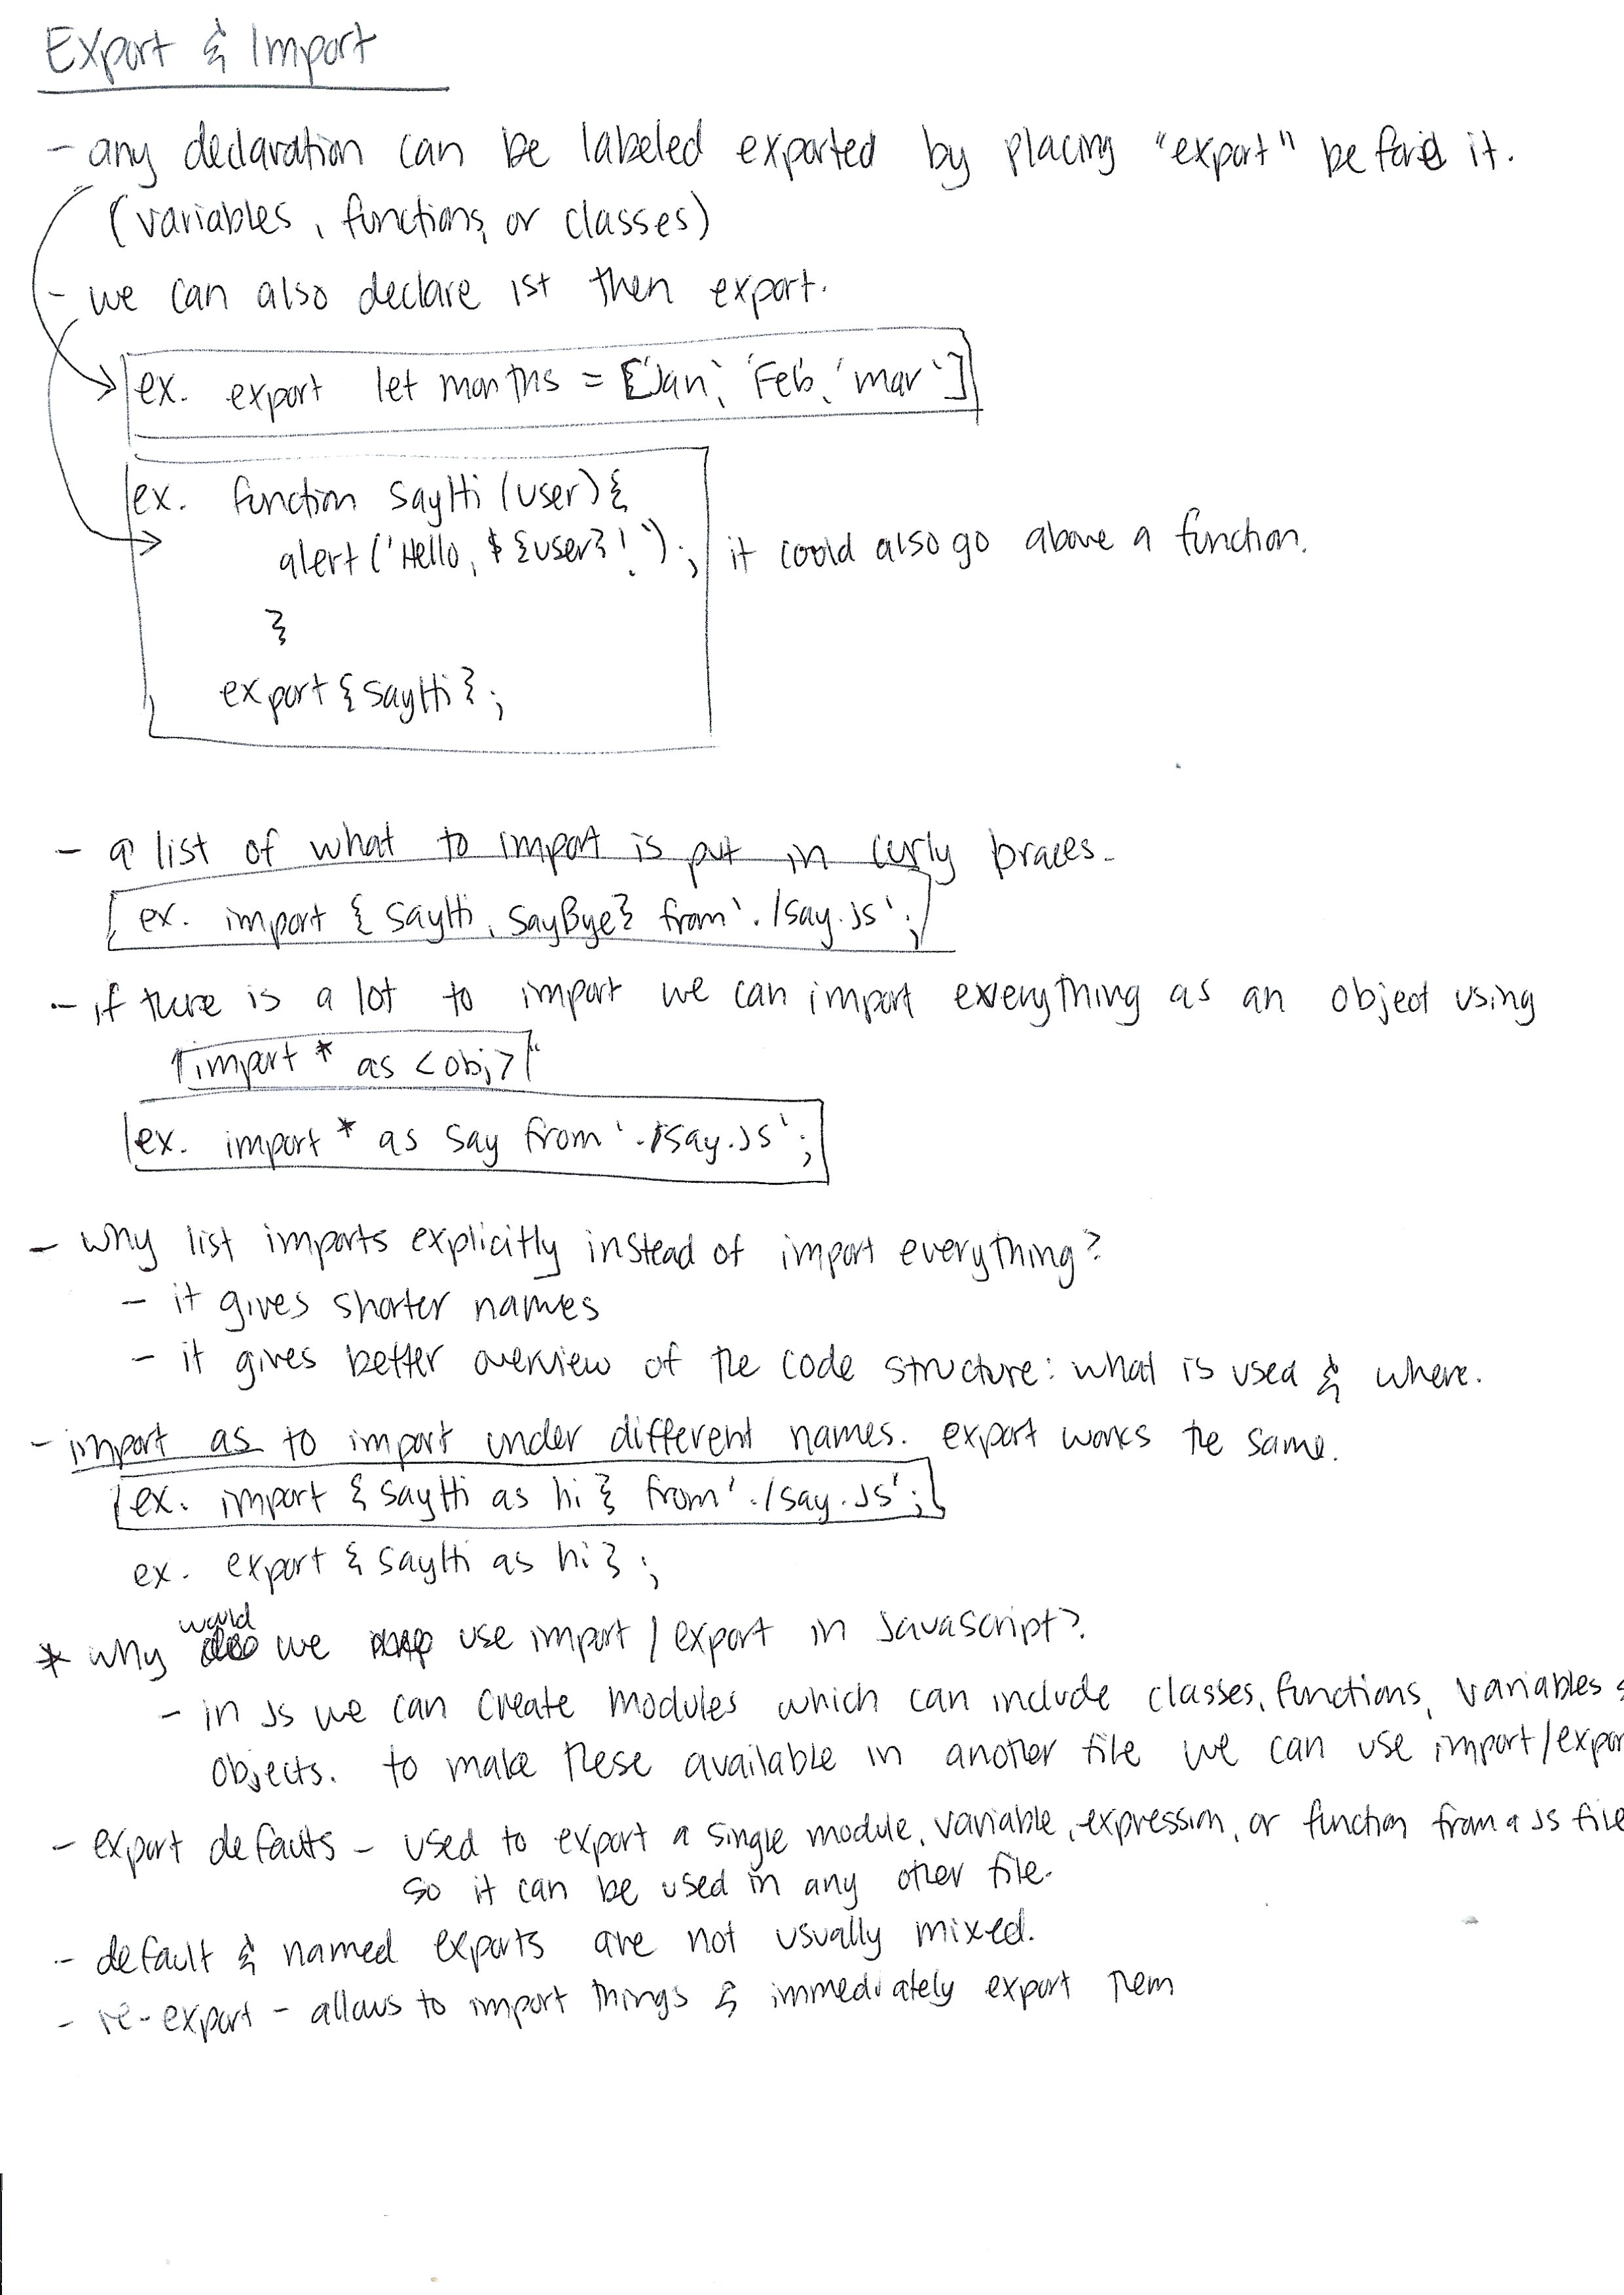 Export & Import
- any declaration can be labeled exported by placing "export" before it.
(variables, functions, or classes)
- we can also declare 1st then export.
ex. export let months = ['Jan', 'Feb', 'mar']
ex. function sayHi (user) {
alert ('Hello, ${user}!'); it could also go above a function.
}
export { sayHi };
- a list of what to import is put in curly braces.
ex. import { sayHi, sayBye} from './say.js';
- if there is a lot to import we can import everything as an object using
"import * as <obj>"
ex. import * as say from './say.js';
- why list imports explicitly instead of import everything?
- it gives shorter names
- it gives better overview of the code structure: what is used & where.
- import as to import under different names. export works the same.
ex. import { sayHi as hi } from './say.js';
ex. export { sayHi as hi };
* why would we use import / export in Javascript?
- in Js we can create modules which can include classes, functions, variables
objects. to make these available in another file we can use import/expor
- export defaults - used to export a single module, variable, expression, or function from a JS file
so it can be used in any other file.
- default & named exports are not usually mixed.
- re-export - allows to import things & immediately export them